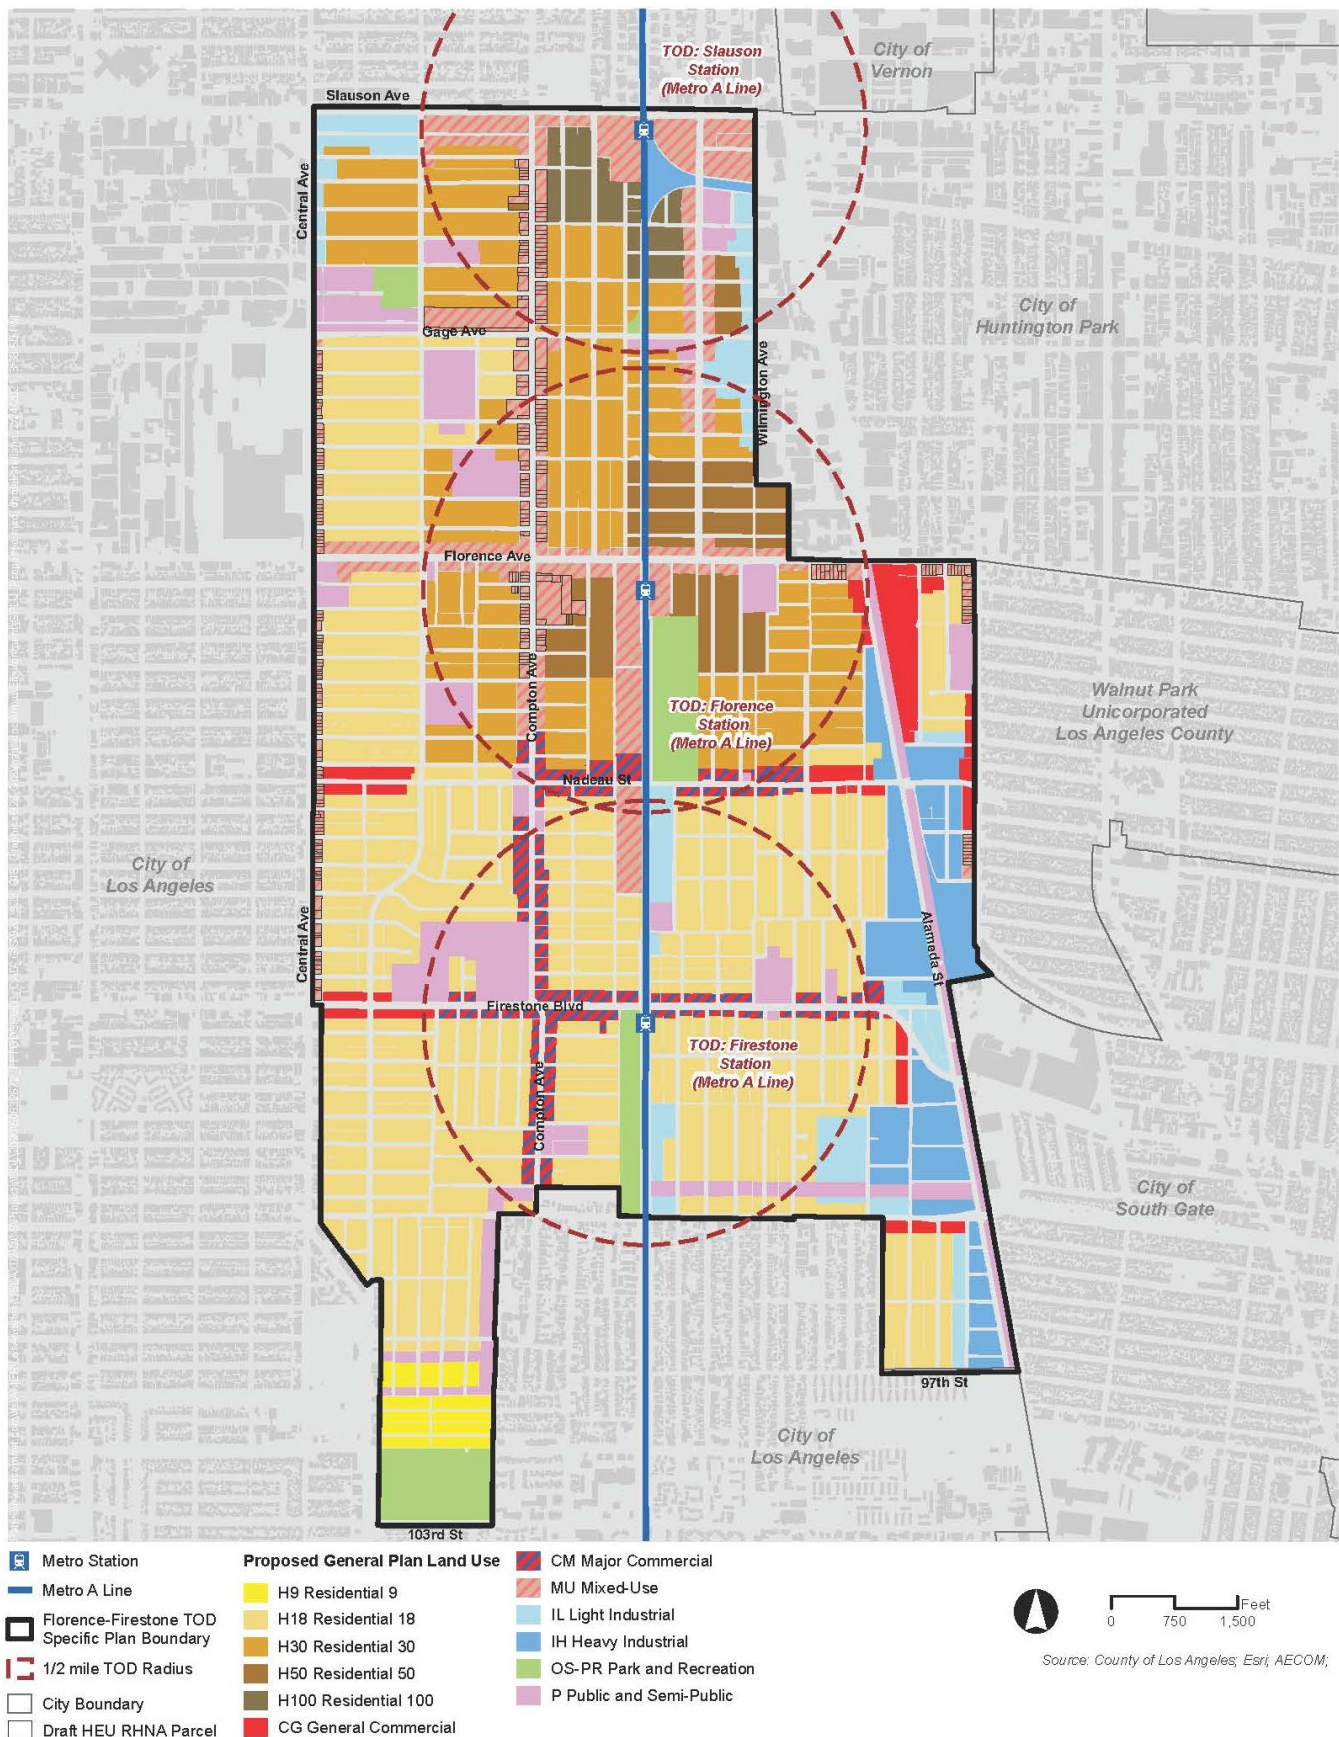 TOD: Slauson
Station
(Metro A Line)
City of
Vernon
Slauson Ave
Central Ave
City of
Huntington Park
Gage Ave
Wilmington Ave
Florence Ave
Compton Ave
TOD: Florence
Station
(Metro A Line)
Walnut Park
Unicorporated
Los Angeles County
Nadeau St
City of
Los Angeles
Central Ave
Alameda St
Firestone Blvd
TOD: Firestone
Station
(Metro A Line)
Compton Ave
City of
South Gate
97th St
City of
Los Angeles
103rd St
Metro Station
Metro A Line
Florence-Firestone TOD
Specific Plan Boundary
1/2 mile TOD Radius
City Boundary
Draft HEU RHNA Parcel
Proposed General Plan Land Use
H9 Residential 9
H18 Residential 18
H30 Residential 30
H50 Residential 50
H100 Residential 100
CG General Commercial
CM Major Commercial
MU Mixed-Use
IL Light Industrial
IH Heavy Industrial
OS-PR Park and Recreation
P Public and Semi-Public
Feet
0 750 1,500
Source: County of Los Angeles; Esri; AECOM;